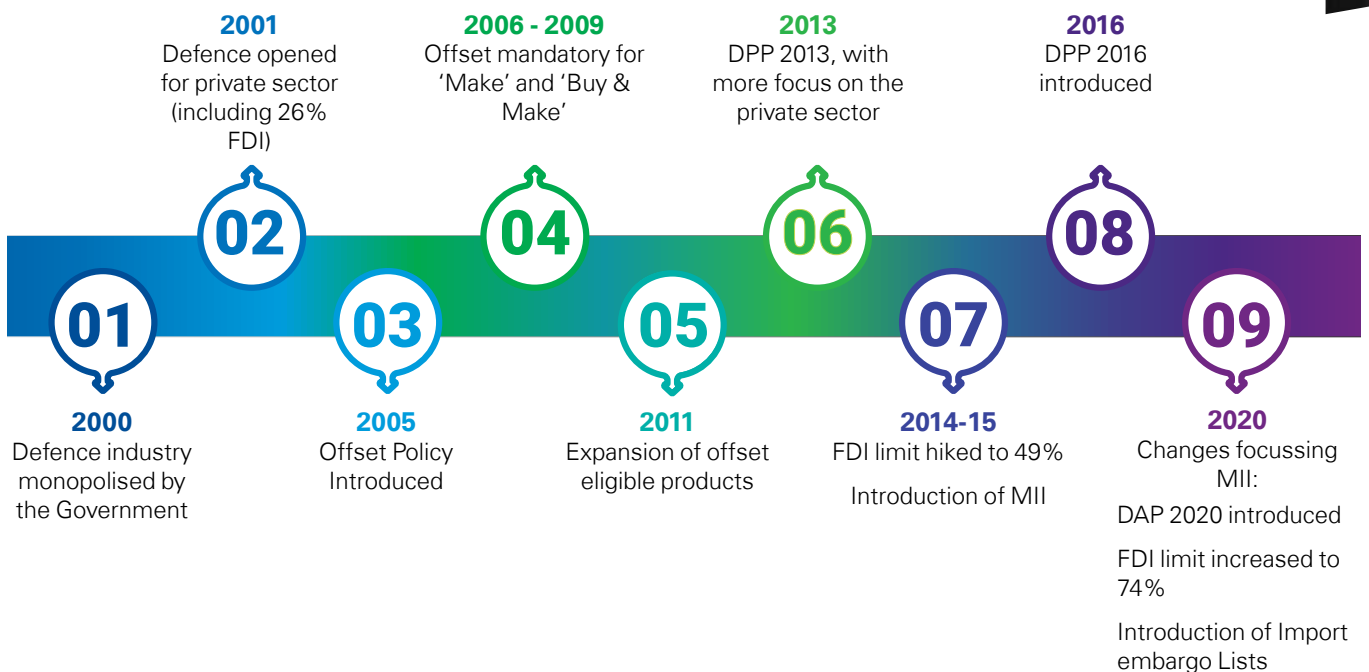 2001
Defence opened
for private sector
(including 26%
FDI)
2006 - 2009
Offset mandatory for
‘Make’ and ‘Buy &
Make’
2013
DPP 2013, with
more focus on the
private sector
2016
DPP 2016
introduced
02
04
06
08
01
03
05
07
09
2000
Defence industry
monopolised by
the Government
2005
Offset Policy
Introduced
2011
Expansion of offset
eligible products
2014-15
FDI limit hiked to 49%
Introduction of MII
2020
Changes focussing
MII:
DAP 2020 introduced
FDI limit increased to
74%
Introduction of Import
embargo Lists